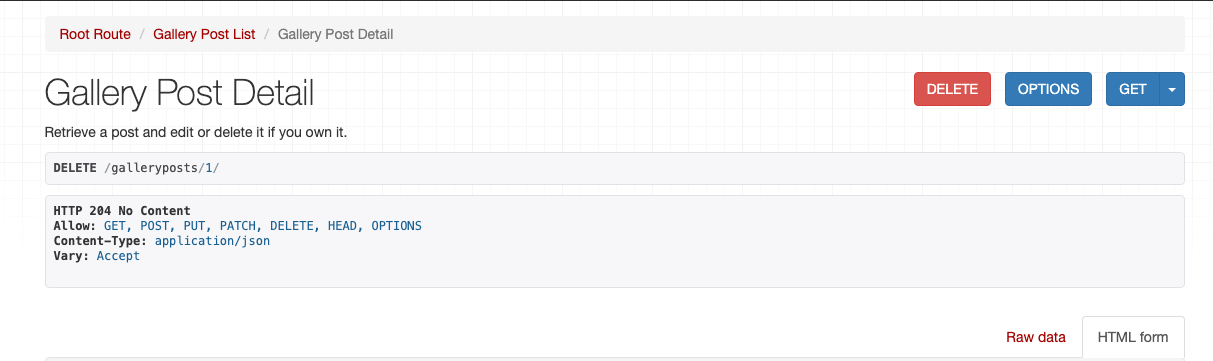 Root Route / Gallery Post List / Gallery Post Detail
Gallery Post Detail
DELETE OPTIONS GET
Retrieve a post and edit or delete it if you own it.
DELETE /galleryposts/1/
HTTP 204 No Content
Allow: GET, POST, PUT, PATCH, DELETE, HEAD, OPTIONS
Content-Type: application/json
Vary: Accept
Raw data HTML form